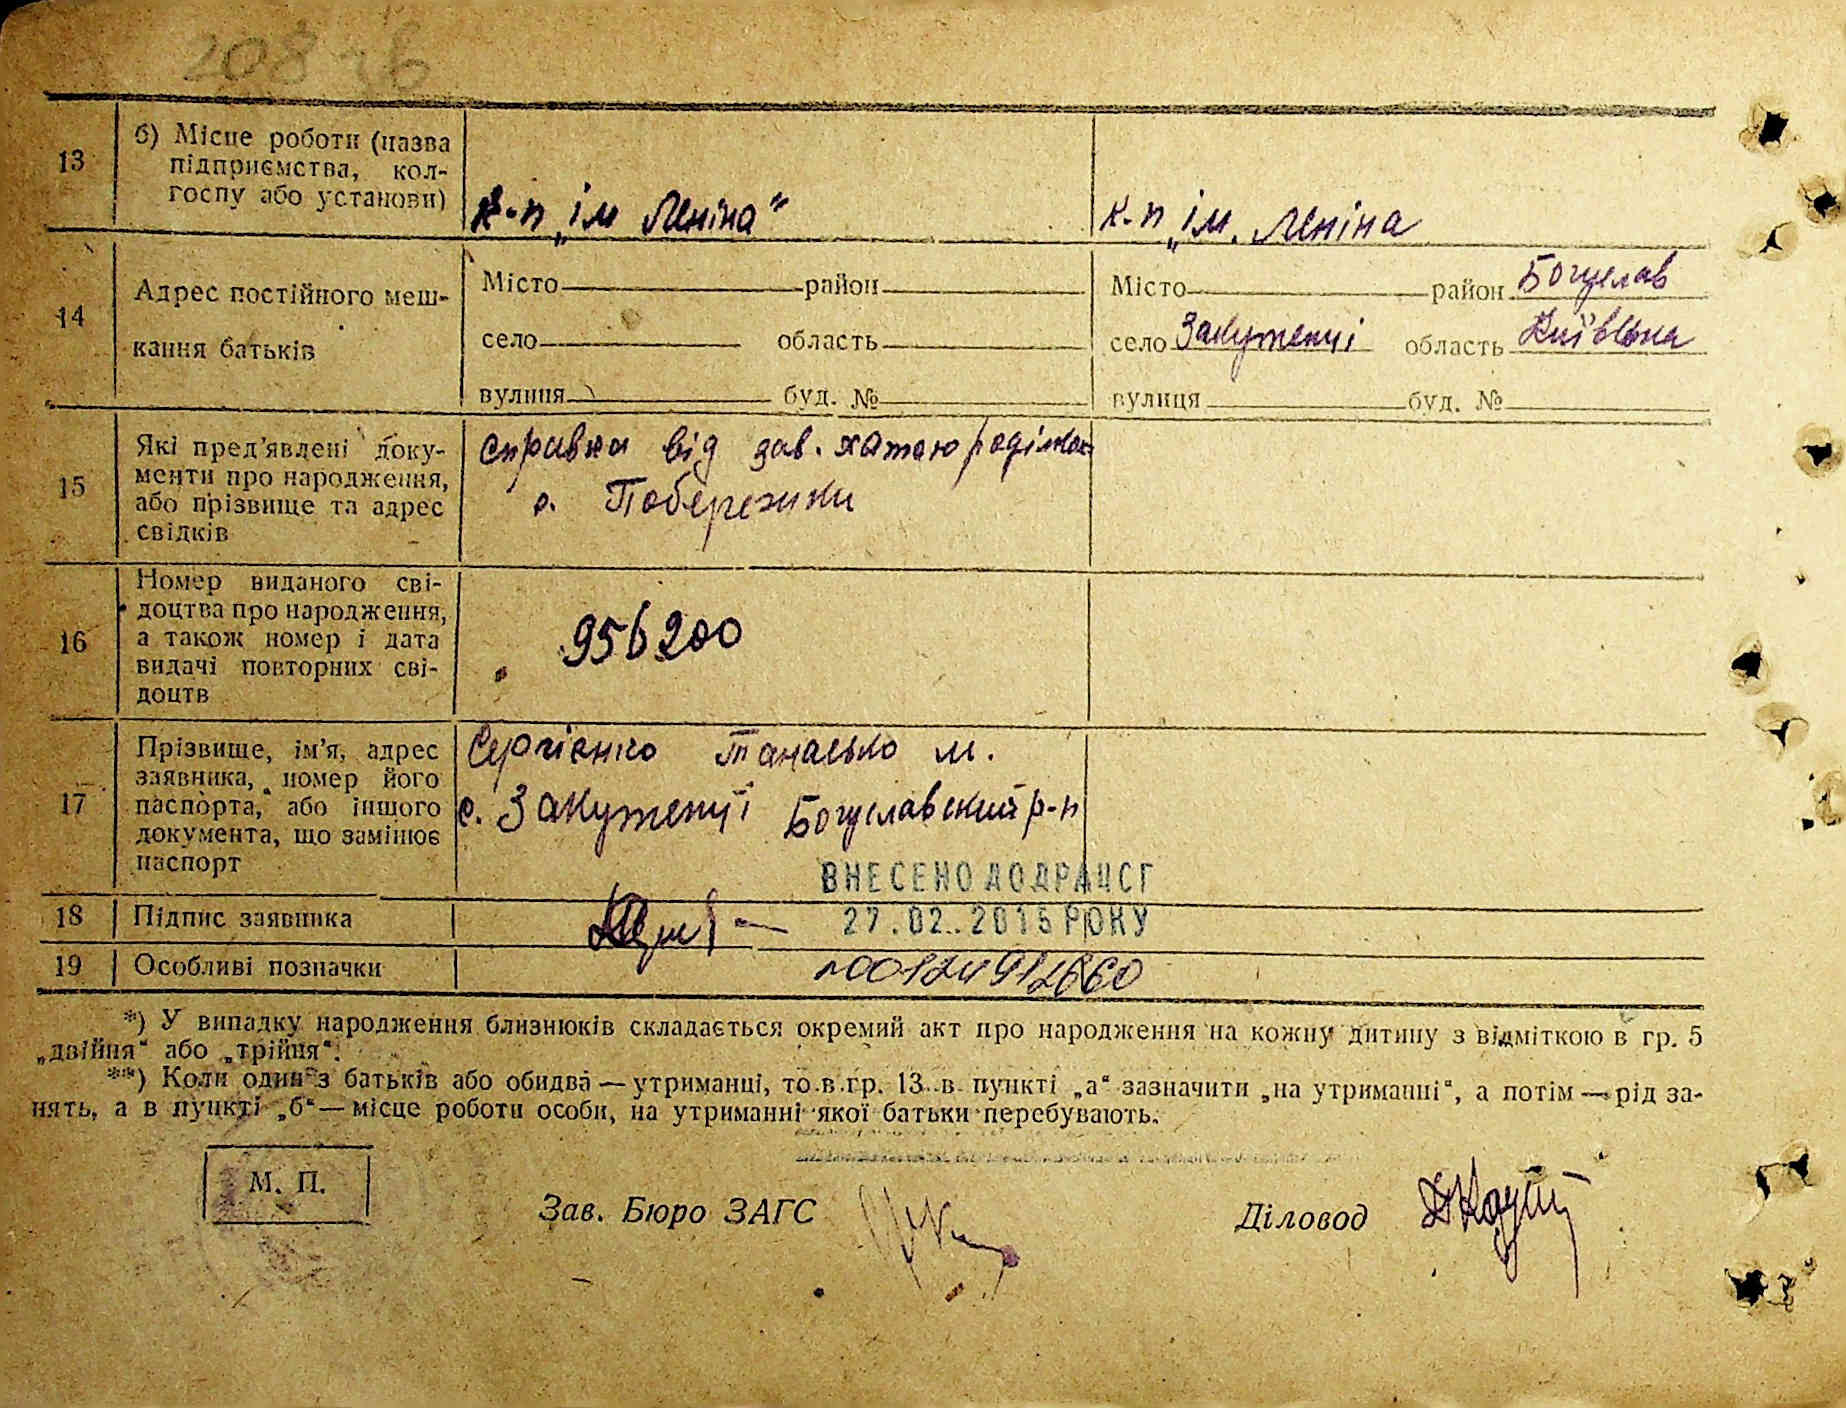 208 зв
13
б) Місце роботи (назва
підприємства, кол-
госпу або установи)
к-п „ім Леніна"
к-п „ім. Леніна
14
Адрес постійного меш-
кання батьків
Місто район
село область
вулиця буд. №
Місто район Богуслав
село Закутенці область Київська
вулиця буд. №
15
Які пред'явлені доку-
менти про народження,
або прізвище та адрес
свідків
справка від зав. хатою
с. Побережки
16
Номер виданого сві-
доцтва про народження,
а також номер і дата
видачі повторних сві-
доцтв
956200
17
Прізвище, ім'я, адрес
заявника, номер його
паспорта, або іншого
документа, що замінює
паспорт
Сергієнко Танасько м.
с. Закутенці Богуславский р-н
ВНЕСЕНО ДО ДРАЦСГ
18
Підпис заявника
27.02.2015 РОКУ
19
Особливі позначки
*) У випадку народження близнюків складається окремий акт про народження на кожну дитину з відміткою в гр. 5
„двійня" або „трійня".
**) Коли один з батьків або обидва — утриманці, то в гр. 13 в пункті „а" зазначити „на утриманні", а потім — рід за-
нять, а в пункті „б" — місце роботи особи, на утриманні якої батьки перебувають.
М. П.
Зав. Бюро ЗАГС
Діловод